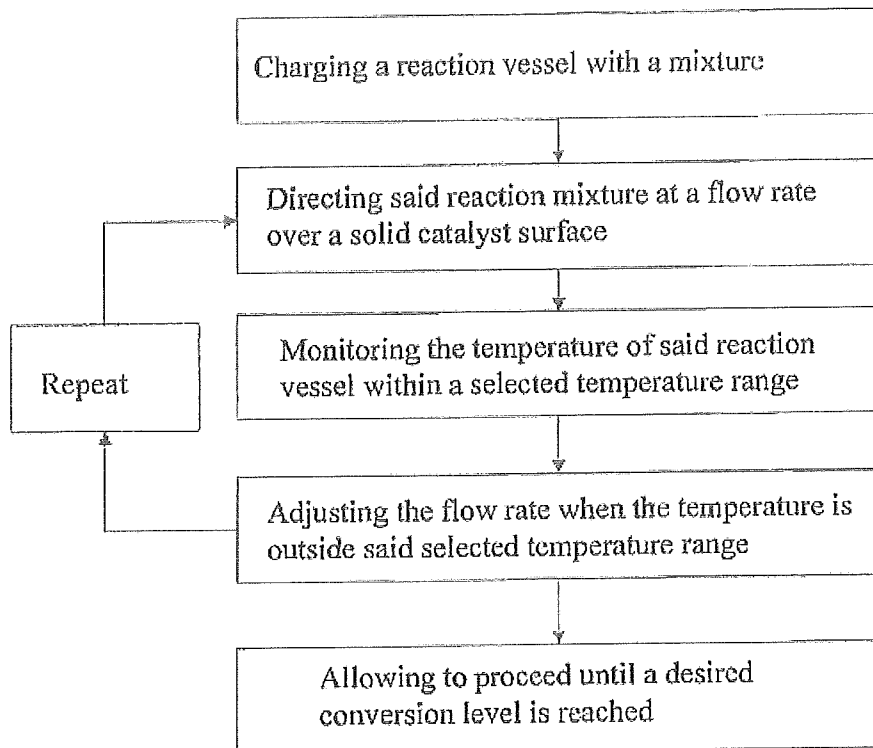 Charging a reaction vessel with a mixture
Directing said reaction mixture at a flow rate
over a solid catalyst surface
Monitoring the temperature of said reaction
vessel within a selected temperature range
Repeat
Adjusting the flow rate when the temperature is
outside said selected temperature range
Allowing to proceed until a desired
conversion level is reached